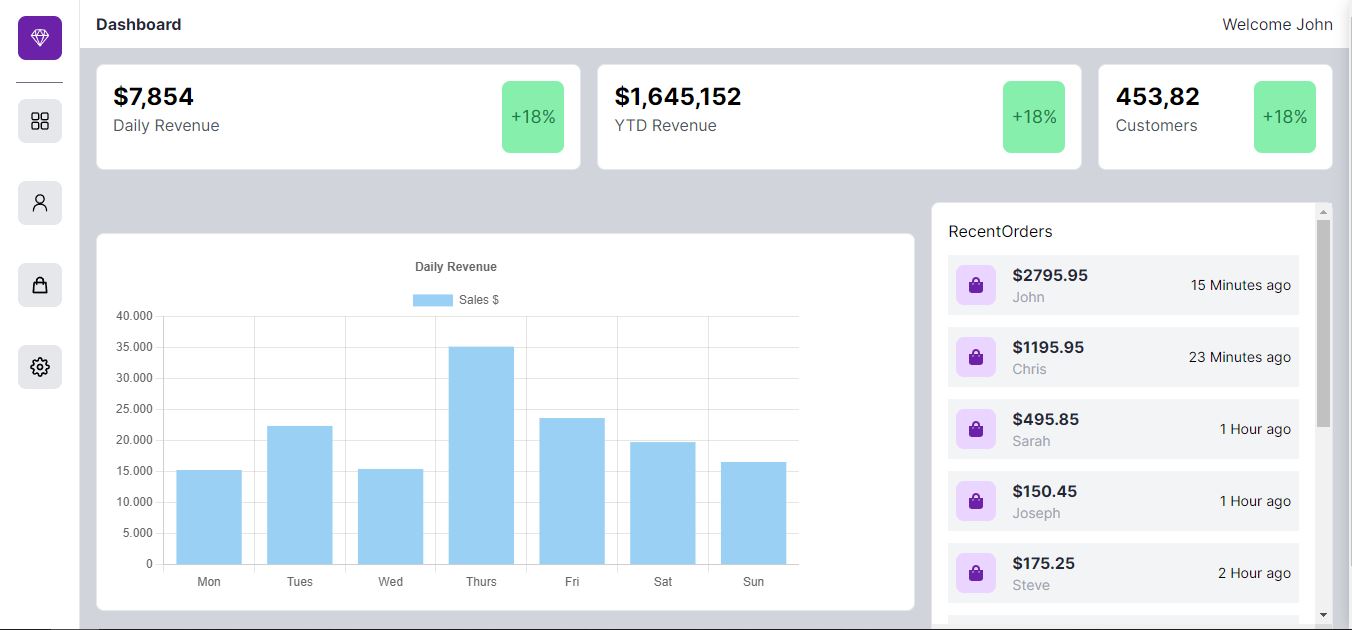 Dashboard
Welcome John
$7,854
Daily Revenue
+18%
$1,645,152
YTD Revenue
+18%
453,82
Customers
+18%
Daily Revenue
Sales $
40.000
35.000
30.000
25.000
20.000
15.000
10.000
5.000
0
Mon Tues Wed Thurs Fri Sat Sun
RecentOrders
$2795.95
John
15 Minutes ago
$1195.95
Chris
23 Minutes ago
$495.85
Sarah
1 Hour ago
$150.45
Joseph
1 Hour ago
$175.25
Steve
2 Hour ago